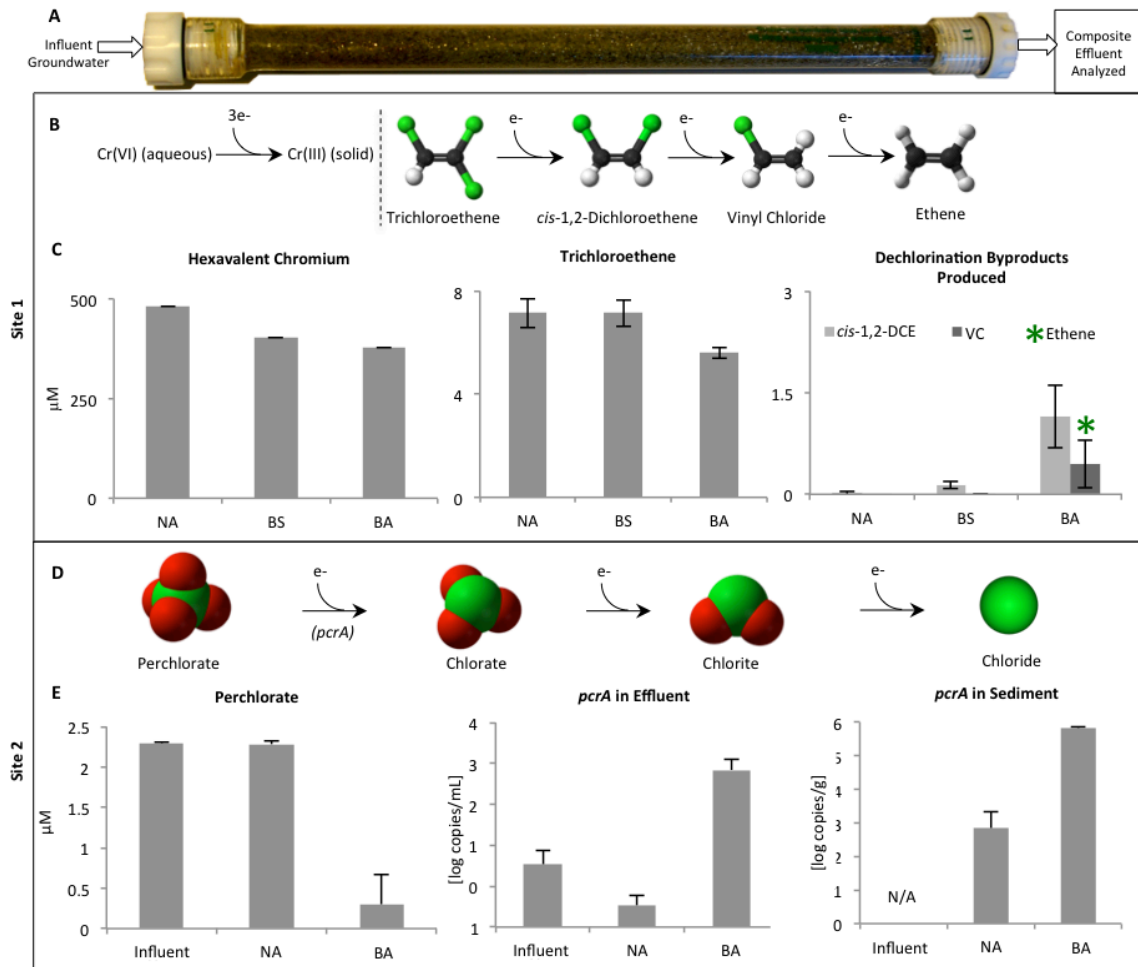 A
Influent
Groundwater
Composite
Effluent
Analyzed
Site 1
B
3e-
Cr(VI) (aqueous)
Cr(III) (solid)
e-
e-
e-
Trichloroethene
cis-1,2-Dichloroethene
Vinyl Chloride
Ethene
C
Hexavalent Chromium
μM
500
250
0
NA
BS
BA
Trichloroethene
8
4
0
NA
BS
BA
Dechlorination Byproducts
Produced
3
1.5
0
cis-1,2-DCE
VC
*Ethene
*
NA
BS
BA
Site 2
D
e-
(pcrA)
e-
e-
Perchlorate
Chlorate
Chlorite
Chloride
E
Perchlorate
μM
2.5
2
1.5
1
0.5
0
Influent
NA
BA
pcrA in Effluent
[log copies/mL]
4
3
2
1
0
1
Influent
NA
BA
pcrA in Sediment
[log copies/g]
6
5
4
3
2
1
0
N/A
Influent
NA
BA